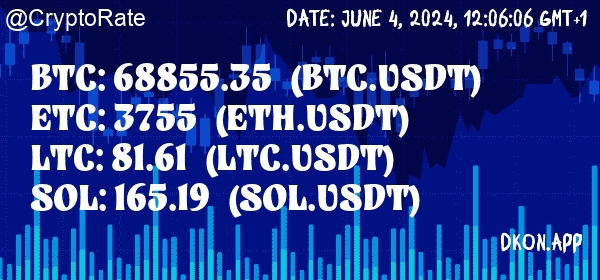 @CryptoRate
DATE: JUNE 4, 2024, 12:06:06 GMT+1
BTC: 68855.35 (BTC.USDT)
ETC: 3755 (ETH.USDT)
LTC: 81.61 (LTC.USDT)
SOL: 165.19 (SOL.USDT)
DKON.APP